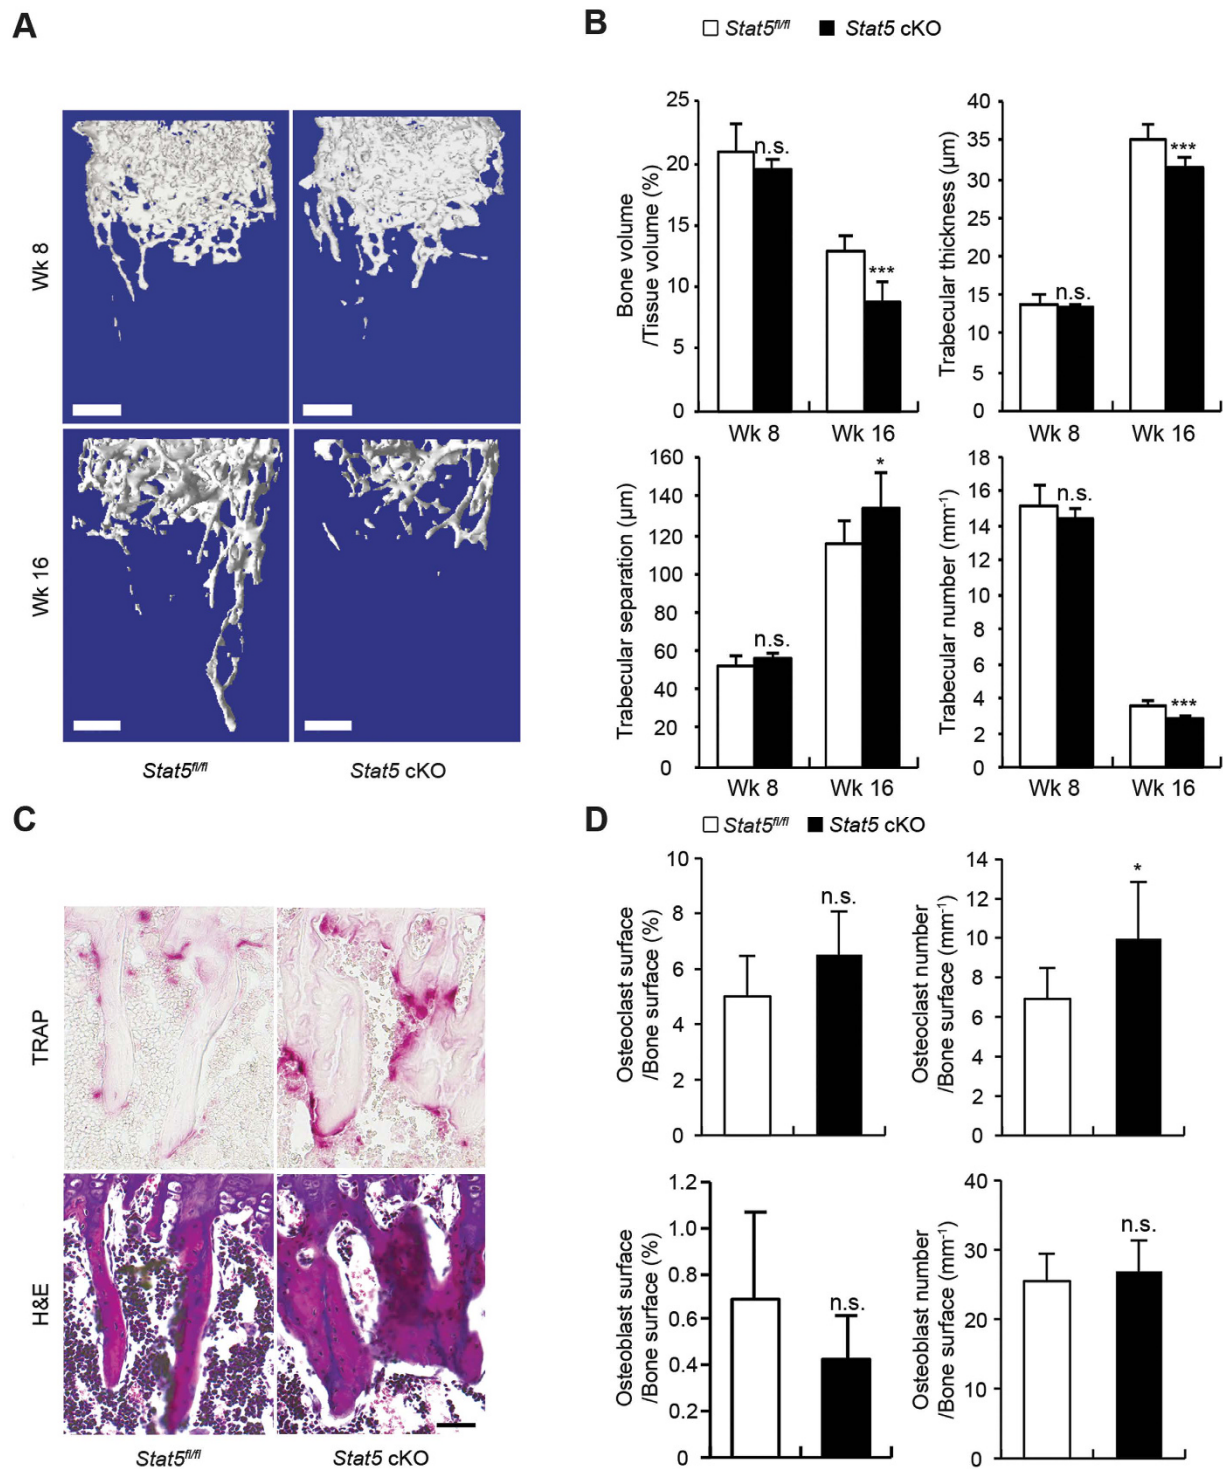 A
Wk 8
Wk 16
Stat5fl/fl
Stat5 cKO
B
Stat5fl/fl
Stat5 cKO
Bone volume
/Tissue volume (%)
25
20
15
10
5
0
n.s.
***
Wk 8
Wk 16
Trabecular thickness (µm)
40
35
30
25
20
15
10
5
0
n.s.
***
Wk 8
Wk 16
Trabecular separation (µm)
160
140
120
100
80
60
40
20
0
n.s.
*
Wk 8
Wk 16
Trabecular number (mm-1)
18
16
14
12
10
8
6
4
2
0
n.s.
***
Wk 8
Wk 16
C
TRAP
H&E
Stat5fl/fl
Stat5 cKO
D
Stat5fl/fl
Stat5 cKO
Osteoclast surface
/Bone surface (%)
10
8
6
4
2
0
n.s.
Osteoclast number
/Bone surface (mm-1)
14
12
10
8
6
4
2
0
*
Osteoblast surface
/Bone surface (%)
1.2
1.0
0.8
0.6
0.4
0.2
0
n.s.
Osteoblast number
/Bone surface (mm-1)
40
30
20
10
0
n.s.